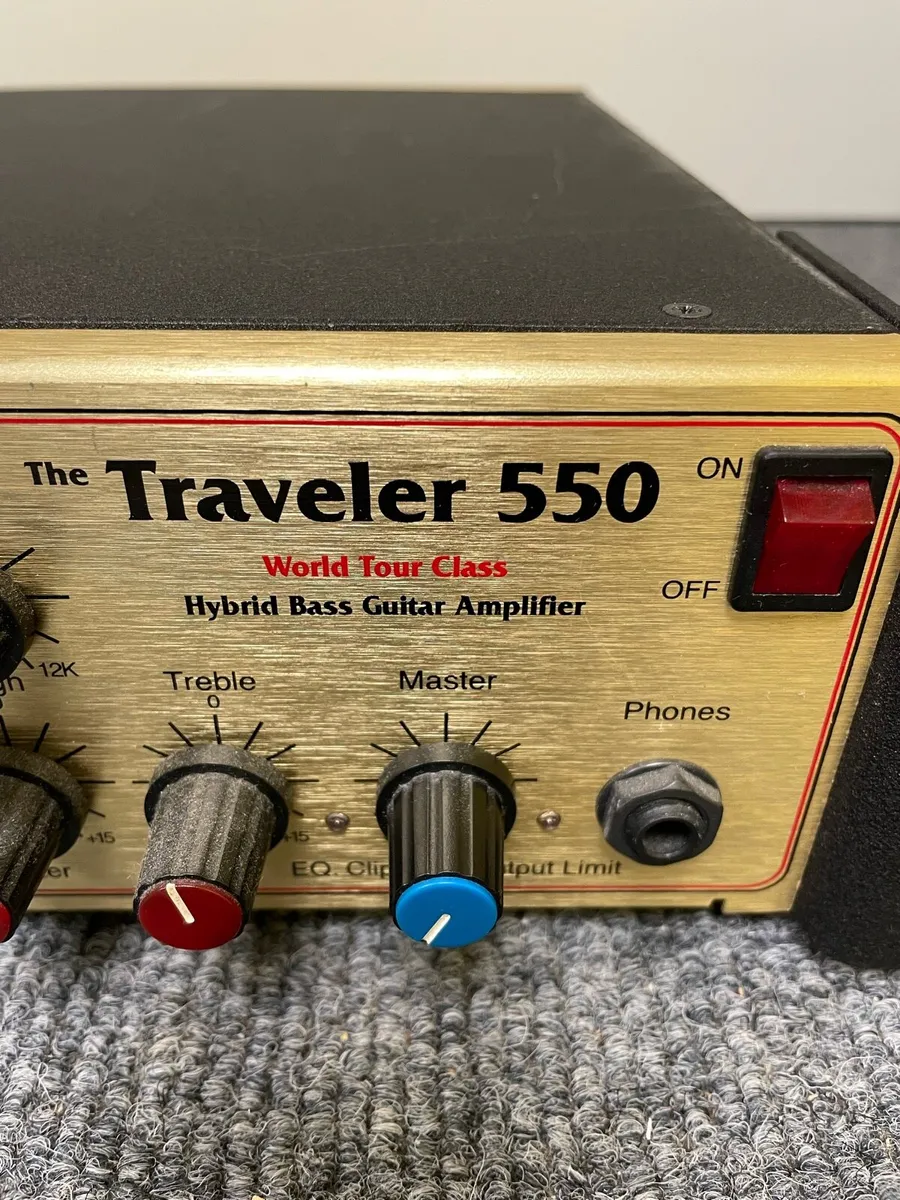 The Traveler 550
ON
World Tour Class
OFF
Hybrid Bass Guitar Amplifier
12K
Treble
Master
0
Phones
+15
EQ. Clip
Limit